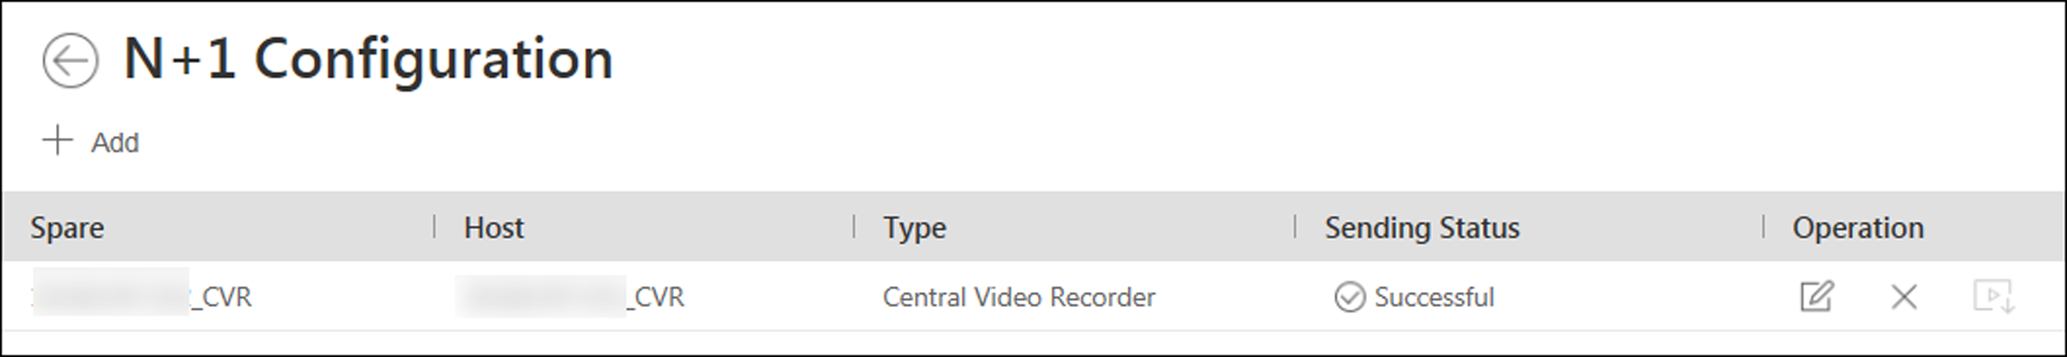 N+1 Configuration
Add
Spare Host Type Sending Status Operation
_CVR _CVR Central Video Recorder Successful